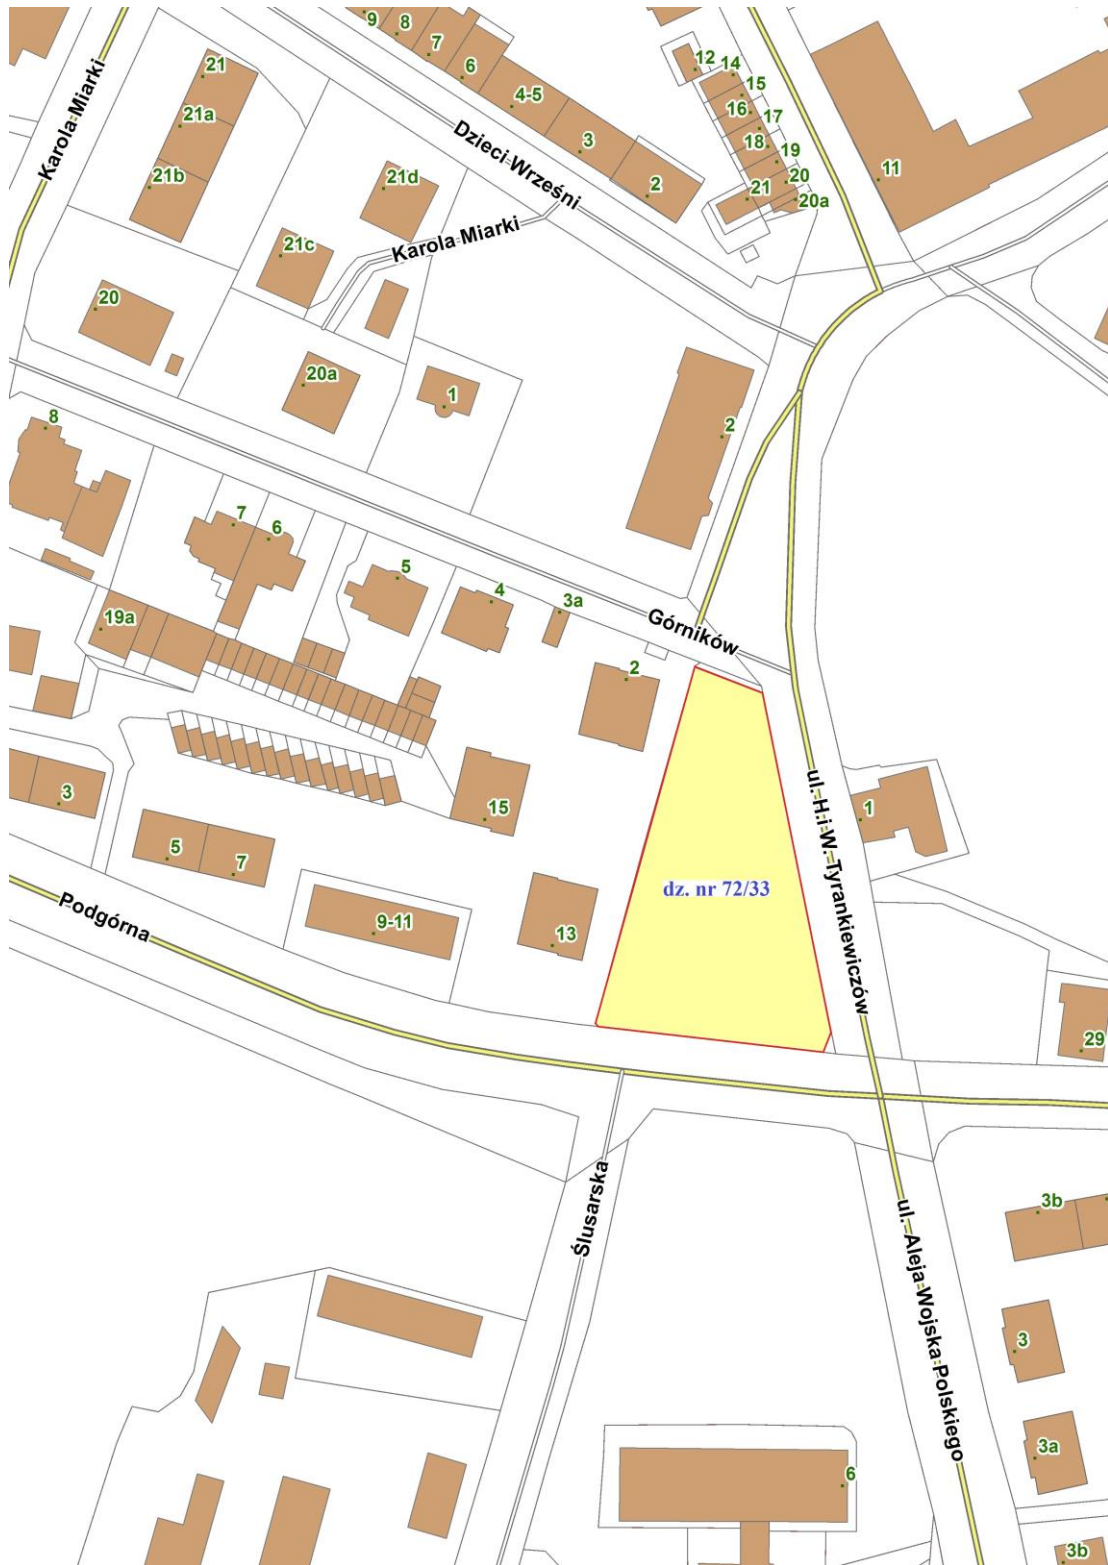 9
8
7
6
4-5
3
2
12
14
15
16
17
18
19
20
20a
21
11
Karola Miarki
21
21a
21b
21d
21c
Dzieci Wrześni
Karola Miarki
20
20a
1
2
8
7
6
5
4
3a
Górników
2
19a
3
5
7
15
9-11
13
Podgórna
dz. nr 72/33
ul. H.i W. Tyrankiewiczów
1
29
Ślusarska
ul. Aleja Wojska Polskiego
3b
3
3a
6
3b